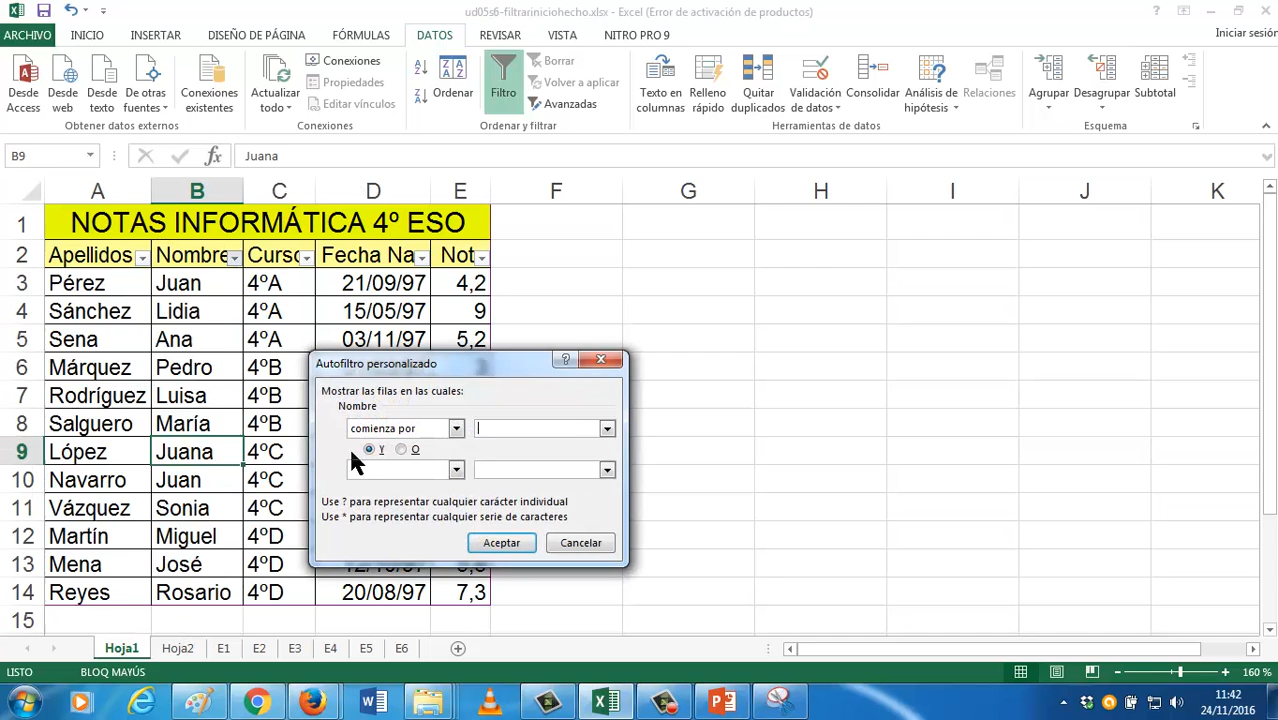 ud05s6-filtrariniciohecho.xlsx - Excel (Error de activación de productos)
ARCHIVO INICIO INSERTAR DISEÑO DE PÁGINA FÓRMULAS DATOS REVISAR VISTA NITRO PRO 9 Iniciar sesión
Desde Access
Desde web
Desde texto
De otras fuentes
Conexiones existentes
Obtener datos externos
Actualizar todo
Conexiones
Propiedades
Editar vínculos
Conexiones
Ordenar
Filtro
Borrar
Volver a aplicar
Avanzadas
Ordenar y filtrar
Texto en columnas
Relleno rápido
Quitar duplicados
Validación de datos
Consolidar
Análisis de hipótesis
Relaciones
Herramientas de datos
Agrupar
Desagrupar
Subtotal
Esquema
B9 fx Juana
A B C D E F G H I J K
1 NOTAS INFORMÁTICA 4º ESO
2 Apellidos Nombre Curso Fecha Na Not
3 Pérez Juan 4ºA 21/09/97 4,2
4 Sánchez Lidia 4ºA 15/05/97 9
5 Sena Ana 4ºA 03/11/97 5,2
6 Márquez Pedro 4ºB
7 Rodríguez Luisa 4ºB
8 Salguero María 4ºB
9 López Juana 4ºC
10 Navarro Juan 4ºC
11 Vázquez Sonia 4ºC
12 Martín Miguel 4ºD
13 Mena José 4ºD
14 Reyes Rosario 4ºD 20/08/97 7,3
15
Autofiltro personalizado
Mostrar las filas en las cuales:
Nombre
comienza por
Y O
Use ? para representar cualquier carácter individual
Use * para representar cualquier serie de caracteres
Aceptar Cancelar
Hoja1 Hoja2 E1 E2 E3 E4 E5 E6
LISTO BLOQ MAYÚS 160 %
11:42
24/11/2016